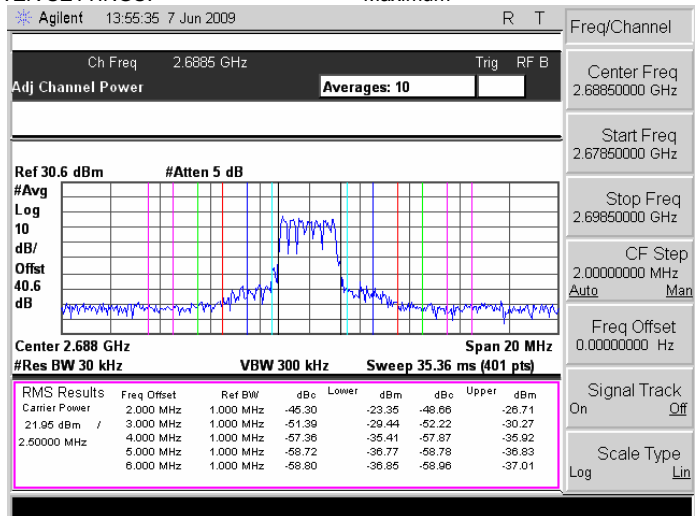 Agilent 13:55:35 7 Jun 2009 R T
Freq/Channel
Ch Freq 2.6885 GHz Trig RF B
Adj Channel Power Averages: 10
Center Freq
2.68850000 GHz
Start Freq
2.67850000 GHz
Stop Freq
2.69850000 GHz
CF Step
2.00000000 MHz
Auto Man
Freq Offset
0.00000000 Hz
Signal Track
On Off
Scale Type
Log Lin
Ref 30.6 dBm #Atten 5 dB
#Avg
Log
10
dB/
Offst
40.6
dB
Center 2.688 GHz Span 20 MHz
#Res BW 30 kHz VBW 300 kHz Sweep 35.36 ms (401 pts)
RMS Results Freq Offset Ref BW dBc Lower dBm dBc Upper dBm
Carrier Power 2.000 MHz 1.000 MHz -45.30 -23.35 -48.66 -26.71
21.95 dBm / 3.000 MHz 1.000 MHz -51.39 -29.44 -52.22 -30.27
2.50000 MHz 4.000 MHz 1.000 MHz -57.36 -35.41 -57.87 -35.92
5.000 MHz 1.000 MHz -58.72 -36.77 -58.78 -36.83
6.000 MHz 1.000 MHz -58.80 -36.85 -58.96 -37.01